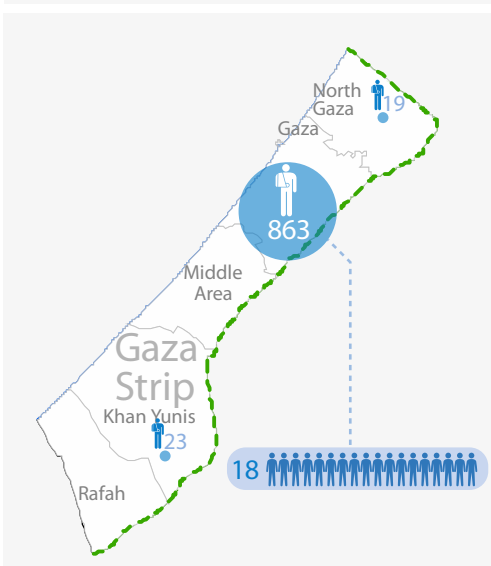 North
Gaza
19
Gaza
863
Middle
Area
Gaza
Strip
Khan Yunis
23
18
Rafah